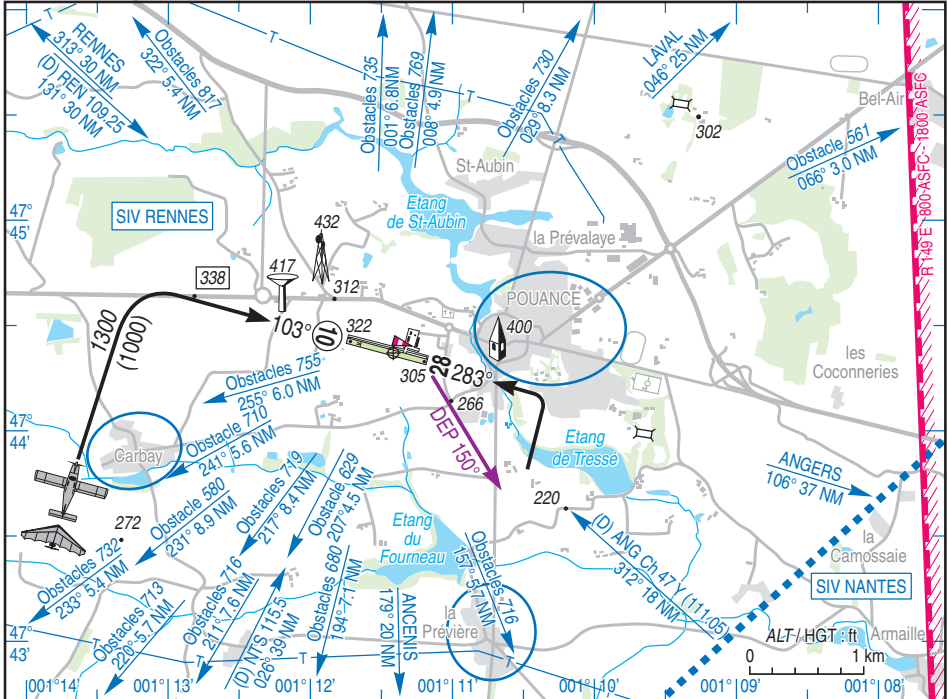 T
T
RENNES
313° 30 NM
(D) REN 109.25
131° 30 NM
Obstacles 817
322° 5.4 NM
Obstacles 735
001° 6.8 NM
Obstacles 769
008° 4.9 NM
Obstacles 730
029° 8.3 NM
LAVAL
046° 25 NM
302
Bel-Air
Obstacle 561
066° 3.0 NM
R 149 E 800 ASFC - 1800 ASFC
St-Aubin
Etang
de St-Aubin
47°
45'
SIV RENNES
432
la Prévalaye
417
338
312
POUANCE
1300
(1000)
103°
10
322
400
305
28
283°
les
Coconneries
Obstacles 755
255° 6.0 NM
266
DEP 150°
47°
44'
Carbay
Obstacle 710
241° 5.6 NM
Etang
de Tressé
ANGERS
106° 37 NM
Obstacle 580
231° 8.9 NM
Obstacles 719
217° 8.4 NM
Obstacles 629
207° 4.5 NM
220
272
Etang
du
Fourneau
(D) ANG Ch 47 Y (111.05)
312° 18 NM
la
Camossaie
Obstacles 732
233° 5.4 NM
Obstacles 713
220° 5.7 NM
Obstacles 716
211° 7.6 NM
(D) NTS 115.5
026° 39 NM
Obstacles 680
194° 7.1 NM
ANCENIS
179° 20 NM
Obstacles 716
157° 5.7 NM
la
Prévière
SIV NANTES
47°
43'
T
T
T
ALT / HGT : ft
Armaillé
0
1 km
001°14'
001°13'
001°12'
001°11'
001°10'
001°09'
001°08'